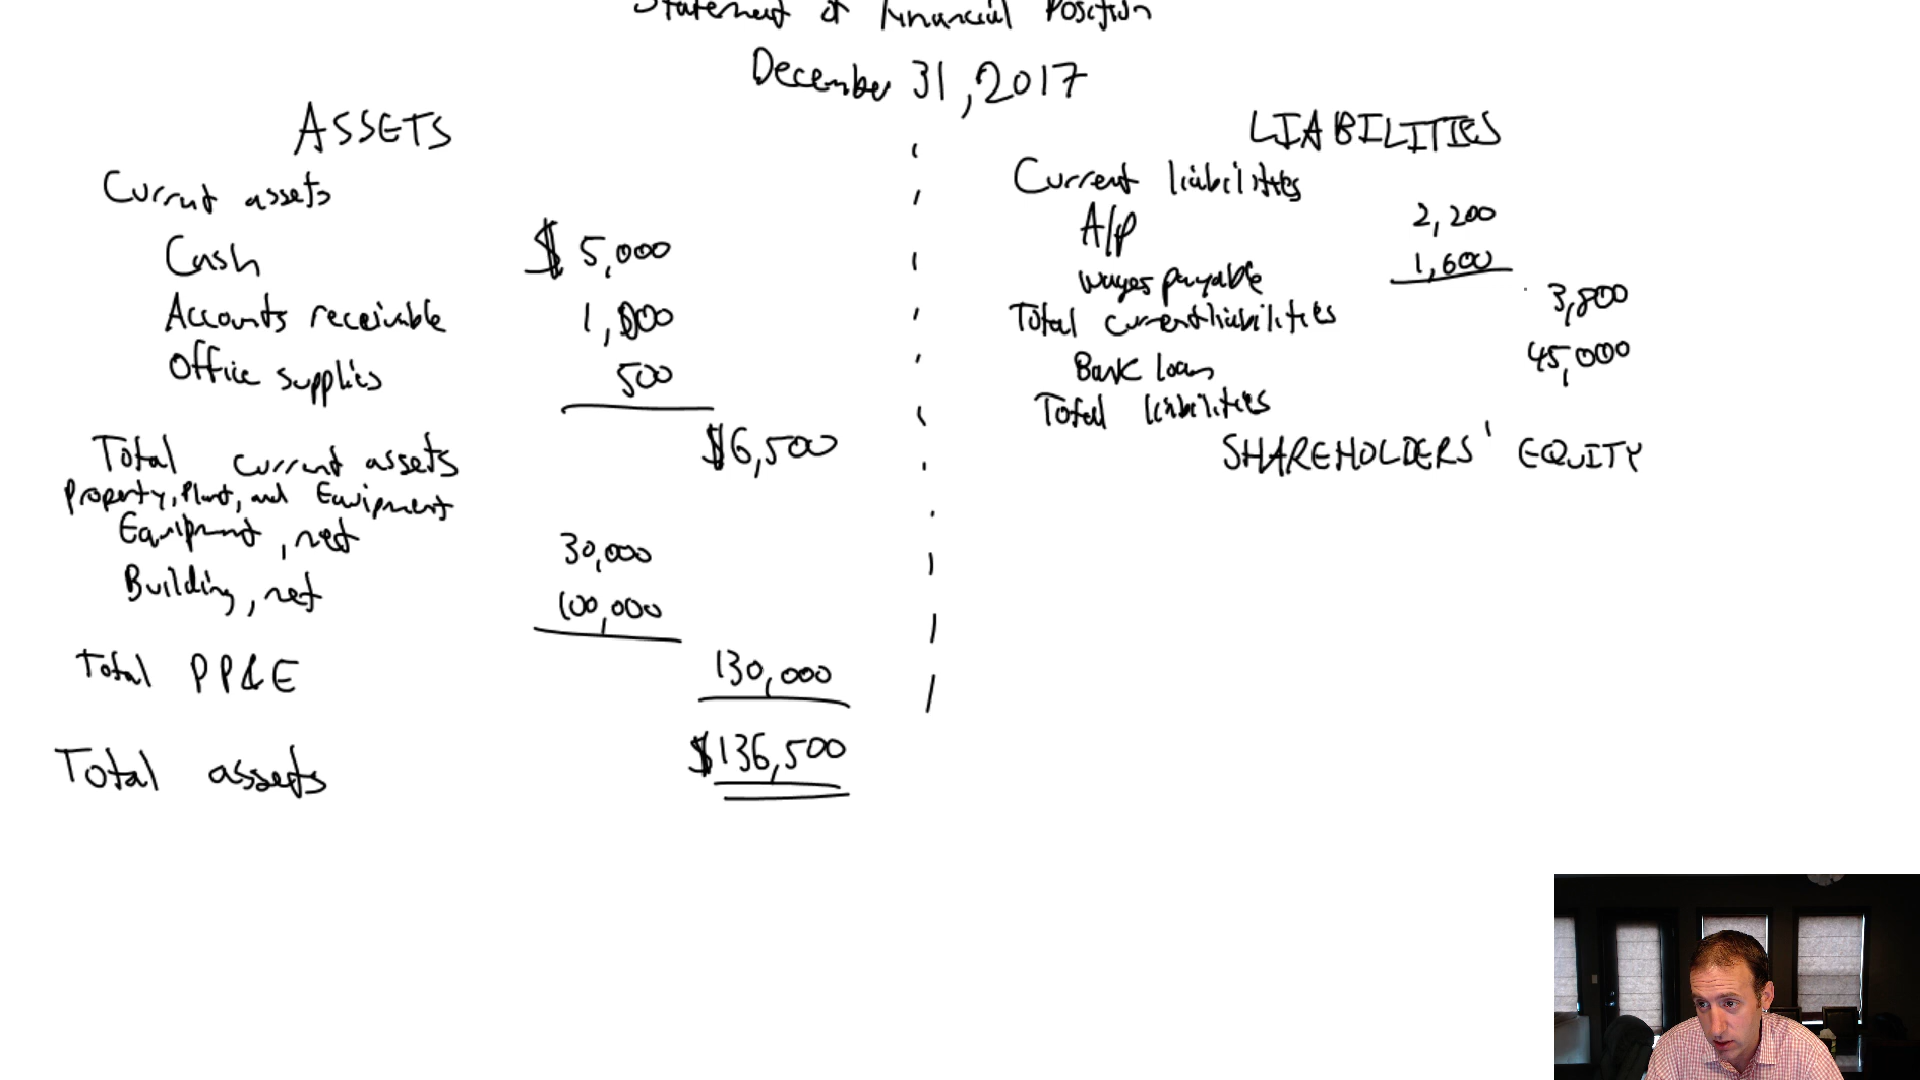 Statement of Financial Position
December 31, 2017
ASSETS
Current assets
Cash $ 5,000
Accounts receivable 1,000
Office supplies 500
Total current assets $6,500
Property, Plant, and Equipment
Equipment, net 30,000
Building, net 100,000
Total PP&E 130,000
Total assets $136,500
LIABILITIES
Current liabilities
A/P 2,200
Wages payable 1,600
Total current liabilities 3,800
Bank loan 45,000
Total liabilities
SHAREHOLDERS' EQUITY